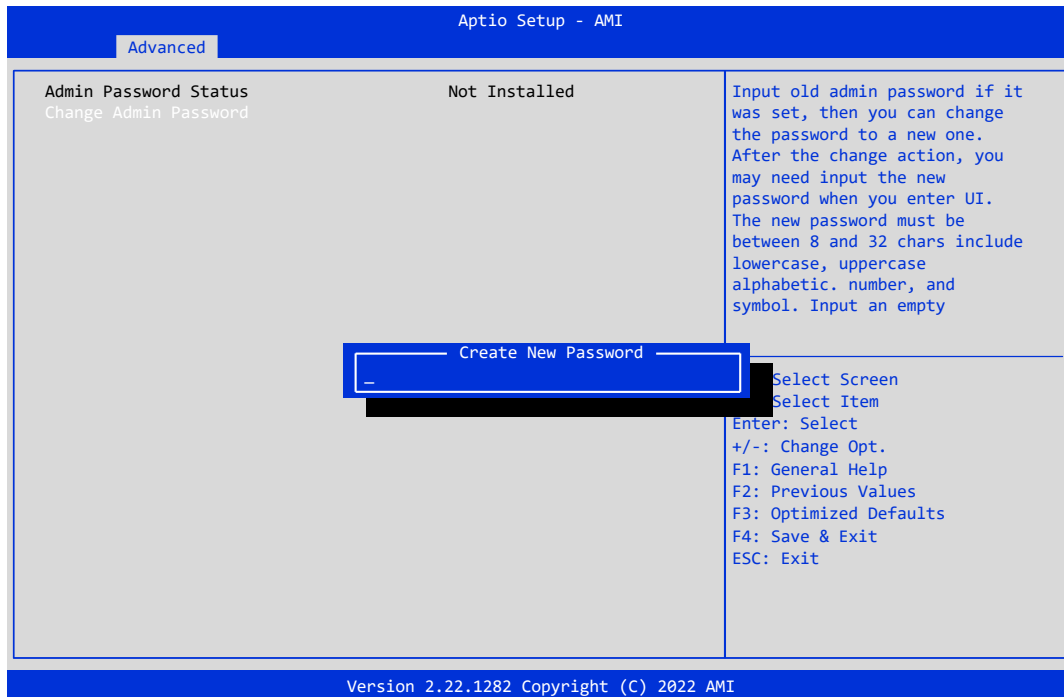 Aptio Setup - AMI
Advanced
Admin Password Status Not Installed
Change Admin Password
Input old admin password if it
was set, then you can change
the password to a new one.
After the change action, you
may need input the new
password when you enter UI.
The new password must be
between 8 and 32 chars include
lowercase, uppercase
alphabetic. number, and
symbol. Input an empty
Create New Password
_
Select Screen
Select Item
Enter: Select
+/-: Change Opt.
F1: General Help
F2: Previous Values
F3: Optimized Defaults
F4: Save & Exit
ESC: Exit
Version 2.22.1282 Copyright (C) 2022 AMI